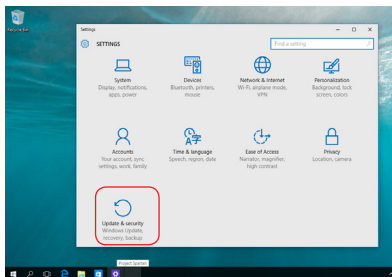 Recycle Bin
Settings
SETTINGS
Find a setting
System
Display, notifications,
apps, power
Devices
Bluetooth, printers,
mouse
Network & Internet
Wi-Fi, airplane mode,
VPN
Personalization
Background, lock
screen, colors
Accounts
Your account, sync
settings, work, family
Time & language
Speech, region, date
Ease of Access
Narrator, magnifier,
high contrast
Privacy
Location, camera
Update & security
Windows Update,
recovery, backup
Project Spartan